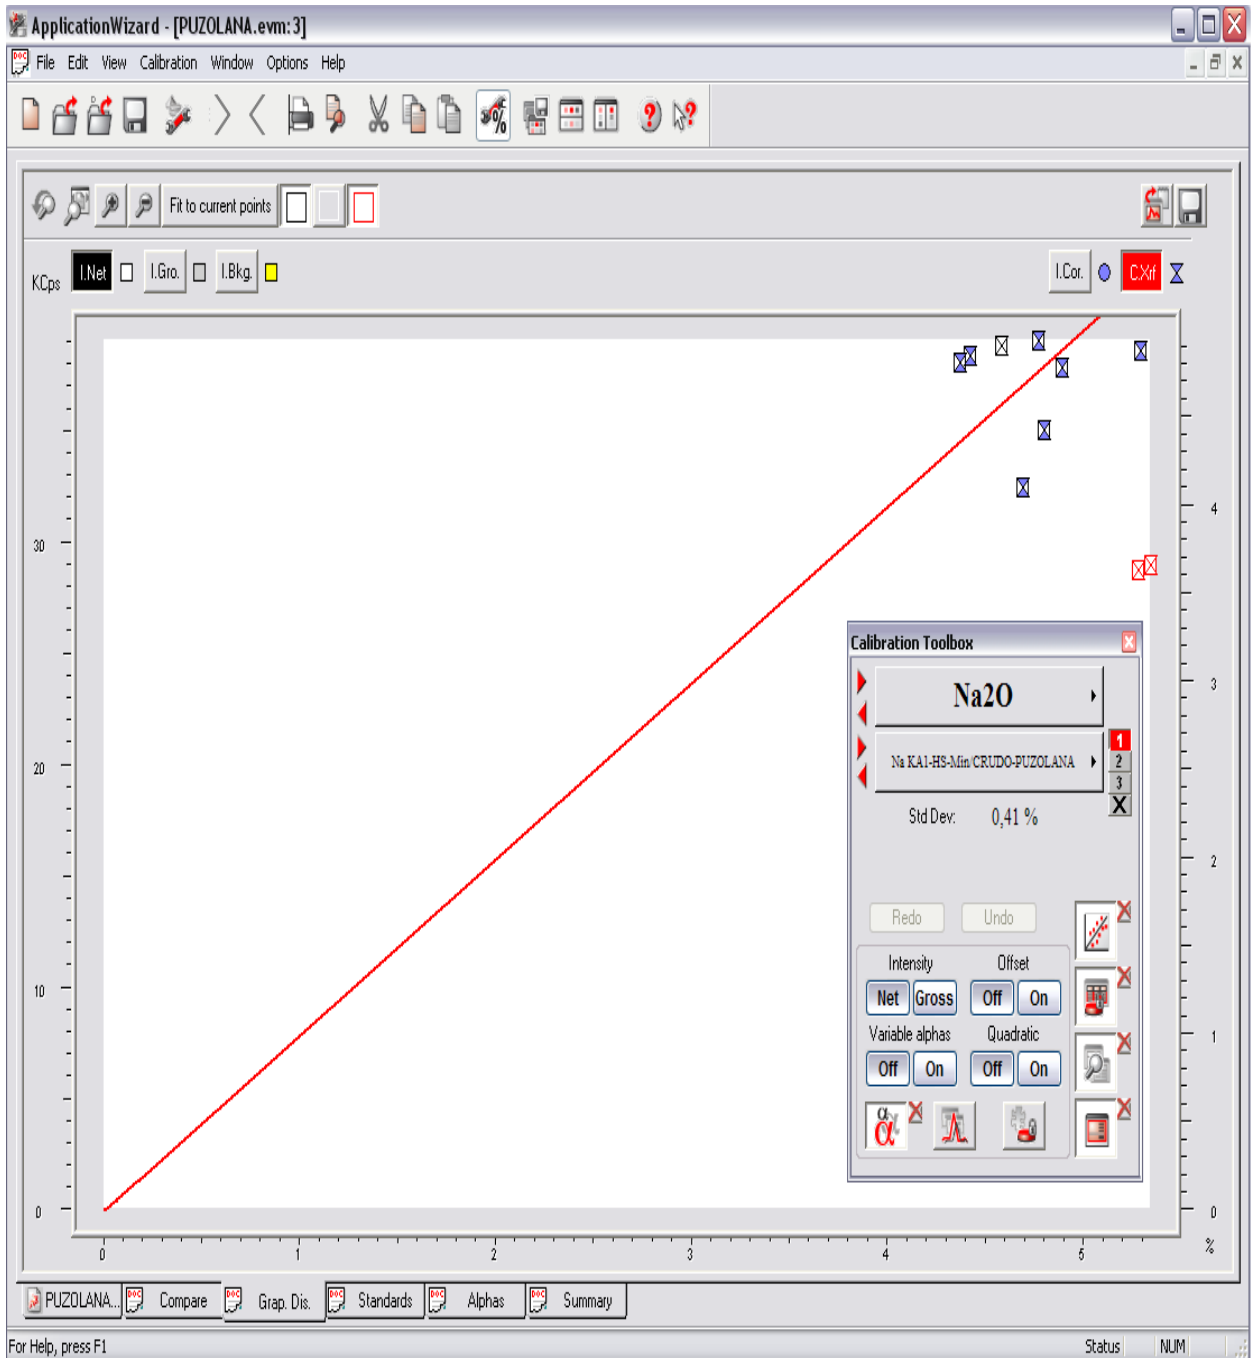 ApplicationWizard - [PUZOLANA.evm:3]
File Edit View Calibration Window Options Help
Fit to current points
KCps I.Net I.Gro. I.Bkg. I.Cor. C.Xrf
30
20
10
0
4
3
2
1
0
0 1 2 3 4 5 %
Calibration Toolbox
Na2O
Na KA1-HS-Min/CRUDO-PUZOLANA
1
2
3
X
Std Dev: 0,41 %
Redo Undo
Intensity Offset
Net Gross Off On
Variable alphas Quadratic
Off On Off On
PUZOLANA... Compare Grap. Dis. Standards Alphas Summary
For Help, press F1 Status NUM